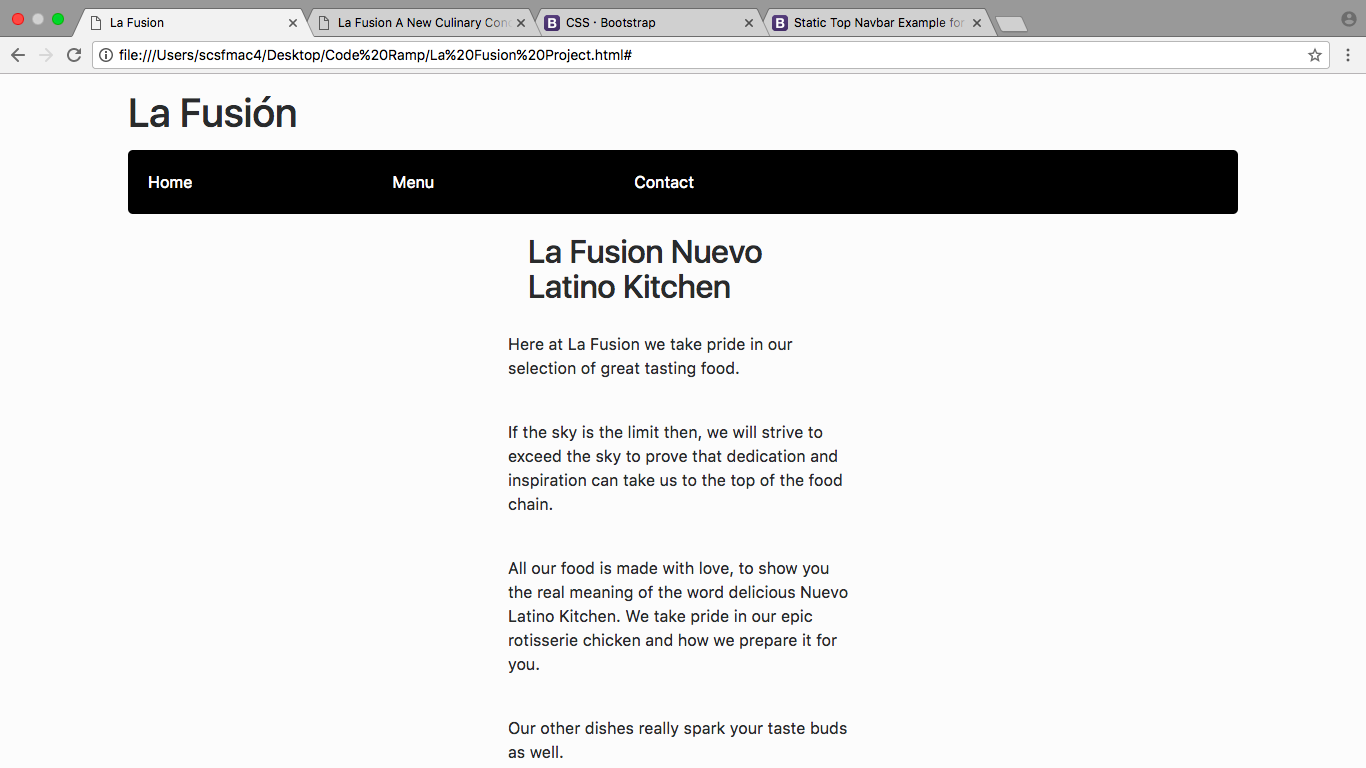 La Fusion
La Fusion A New Culinary Con
CSS · Bootstrap
Static Top Navbar Example for
file:///Users/scsfmac4/Desktop/Code%20Ramp/La%20Fusion%20Project.html#
La Fusión
Home Menu Contact
La Fusion Nuevo
Latino Kitchen
Here at La Fusion we take pride in our
selection of great tasting food.
If the sky is the limit then, we will strive to
exceed the sky to prove that dedication and
inspiration can take us to the top of the food
chain.
All our food is made with love, to show you
the real meaning of the word delicious Nuevo
Latino Kitchen. We take pride in our epic
rotisserie chicken and how we prepare it for
you.
Our other dishes really spark your taste buds
as well.